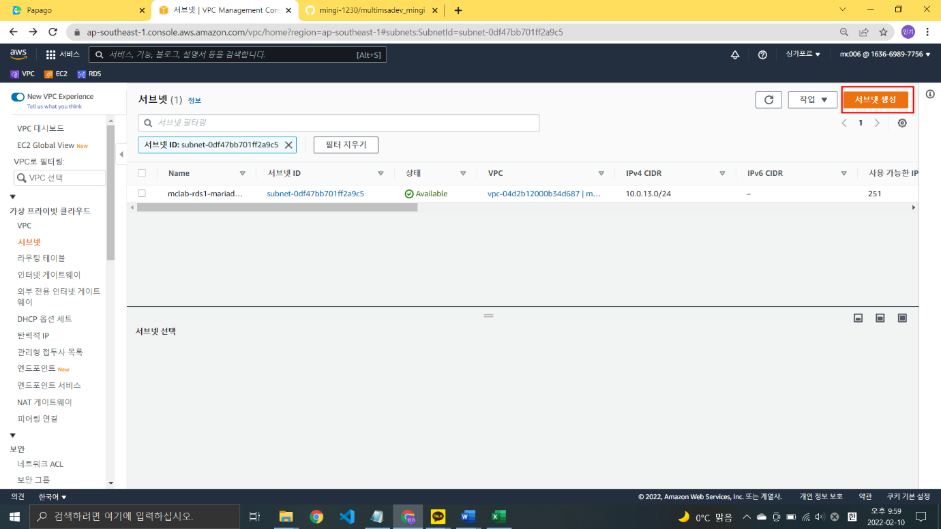 Papago
서브넷 | VPC Management Con
mingi-1230/multimsadev_mingi
ap-southeast-1.console.aws.amazon.com/vpc/home?region=ap-southeast-1#subnets:SubnetId=subnet-0df47bb701ff2a9c5
민기
aws
서비스
서비스, 기능, 블로그, 설명서 등을 검색합니다.
[Alt+S]
싱가포르
mc006 @ 1636-6989-7756
VPC
EC2
RDS
New VPC Experience
Tell us what you think
VPC 대시보드
EC2 Global View New
VPC로 필터링:
VPC 선택
가상 프라이빗 클라우드
VPC
서브넷
라우팅 테이블
인터넷 게이트웨이
외부 전용 인터넷 게이트
웨이
DHCP 옵션 세트
탄력적 IP
관리형 접두사 목록
엔드포인트 New
엔드포인트 서비스
NAT 게이트웨이
피어링 연결
보안
네트워크 ACL
보안 그룹
서브넷 (1) 정보
작업
서브넷 생성
서브넷 필터링
1
서브넷 ID: subnet-0df47bb701ff2a9c5
필터 지우기
Name
서브넷 ID
상태
VPC
IPv4 CIDR
IPv6 CIDR
사용 가능한 IP
mclab-rds1-mariad...
subnet-0df47bb701ff2a9c5
Available
vpc-04d2b12000b34d687 | m...
10.0.13.0/24
–
251
서브넷 선택
의견
한국어
© 2022, Amazon Web Services, Inc. 또는 계열사.
개인 정보 보호
약관
쿠키 기본 설정
검색하려면 여기에 입력하십시오.
0°C 맑음
한
오후 9:59
2022-02-10